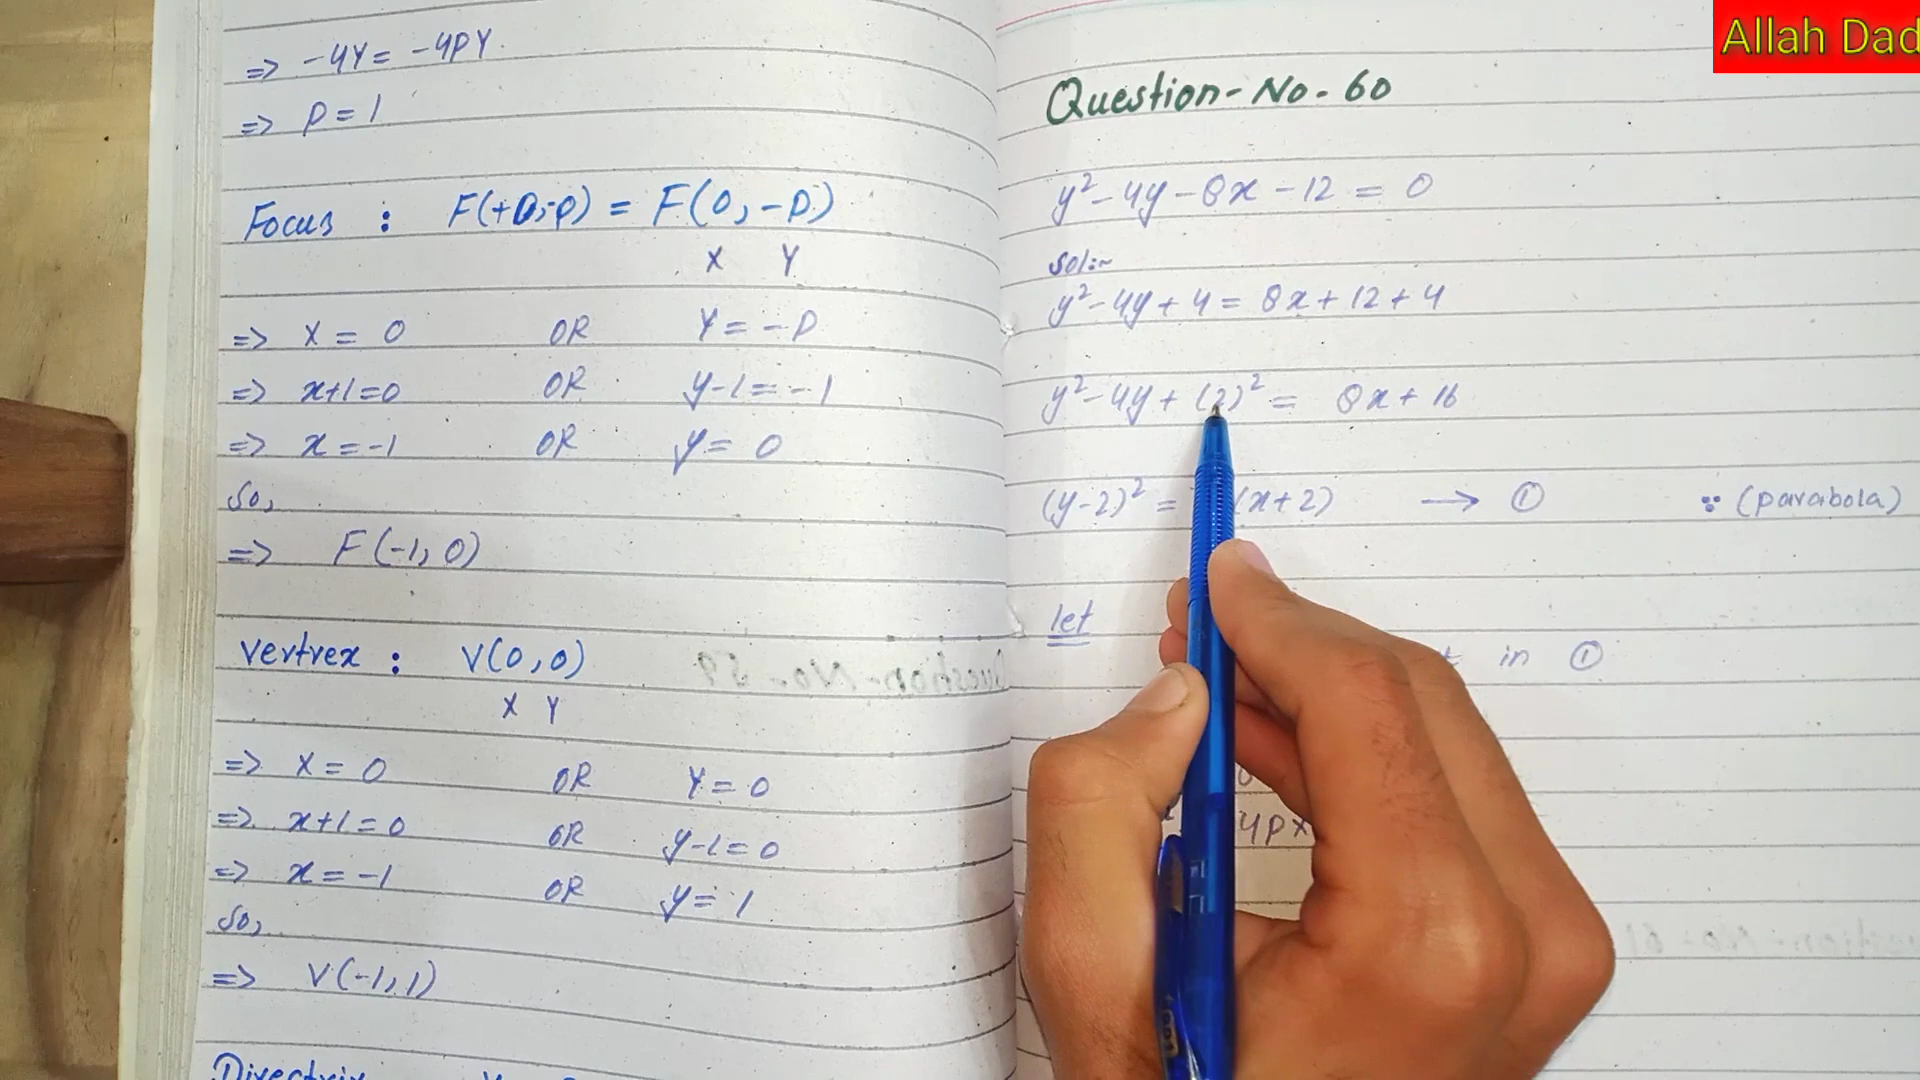 ⇒ -4Y = -4PY
⇒ P = 1
Focus : F(+0,-P) = F(0, -P)
X Y
⇒ X = 0 OR Y = -P
⇒ x+1=0 OR y-1 = -1
⇒ x = -1 OR y = 0
So,
⇒ F(-1, 0)
Vertrex : V(0,0)
X Y
⇒ X = 0 OR Y = 0
⇒ x+1=0 OR y-1=0
⇒ x = -1 OR y = 1
So,
⇒ V(-1,1)
Directrix
Allah Dad
Question-No-60
y²-4y-8x-12 = 0
Sol:~
y²-4y+4 = 8x+12+4
y²-4y+(2)² = 8x+16
(y-2)² = (x+2) → ① ∵ (parabola)
let
in ①
4PX